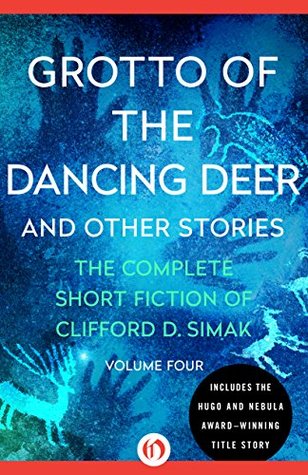 GROTTO OF
THE
DANCING DEER
AND OTHER STORIES
THE COMPLETE
SHORT FICTION OF
CLIFFORD D. SIMAK
VOLUME FOUR
INCLUDES THE
HUGO AND NEBULA
AWARD–WINNING
TITLE STORY